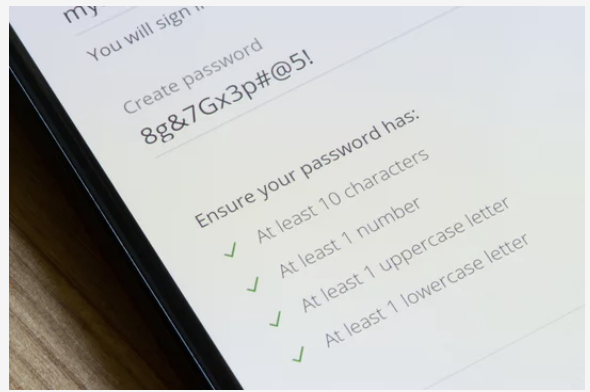 my
You will sign i
Create password
8g&7Gx3p#@5!
Ensure your password has:
At least 10 characters
At least 1 number
At least 1 uppercase letter
At least 1 lowercase letter